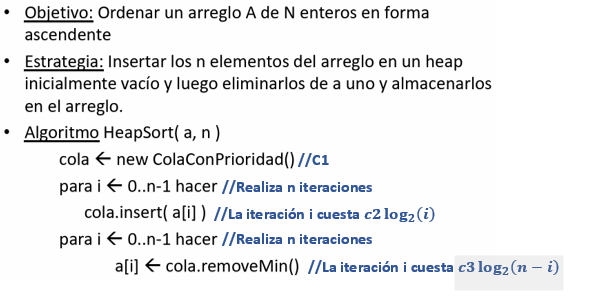 • Objetivo: Ordenar un arreglo A de N enteros en forma
ascendente
• Estrategia: Insertar los n elementos del arreglo en un heap
inicialmente vacío y luego eliminarlos de a uno y almacenarlos
en el arreglo.
• Algoritmo HeapSort( a, n )
cola ← new ColaConPrioridad() //C1
para i ← 0..n-1 hacer //Realiza n iteraciones
cola.insert( a[i] ) //La iteración i cuesta c2 log₂(i)
para i ← 0..n-1 hacer //Realiza n iteraciones
a[i] ← cola.removeMin() //La iteración i cuesta c3 log₂(n − i)